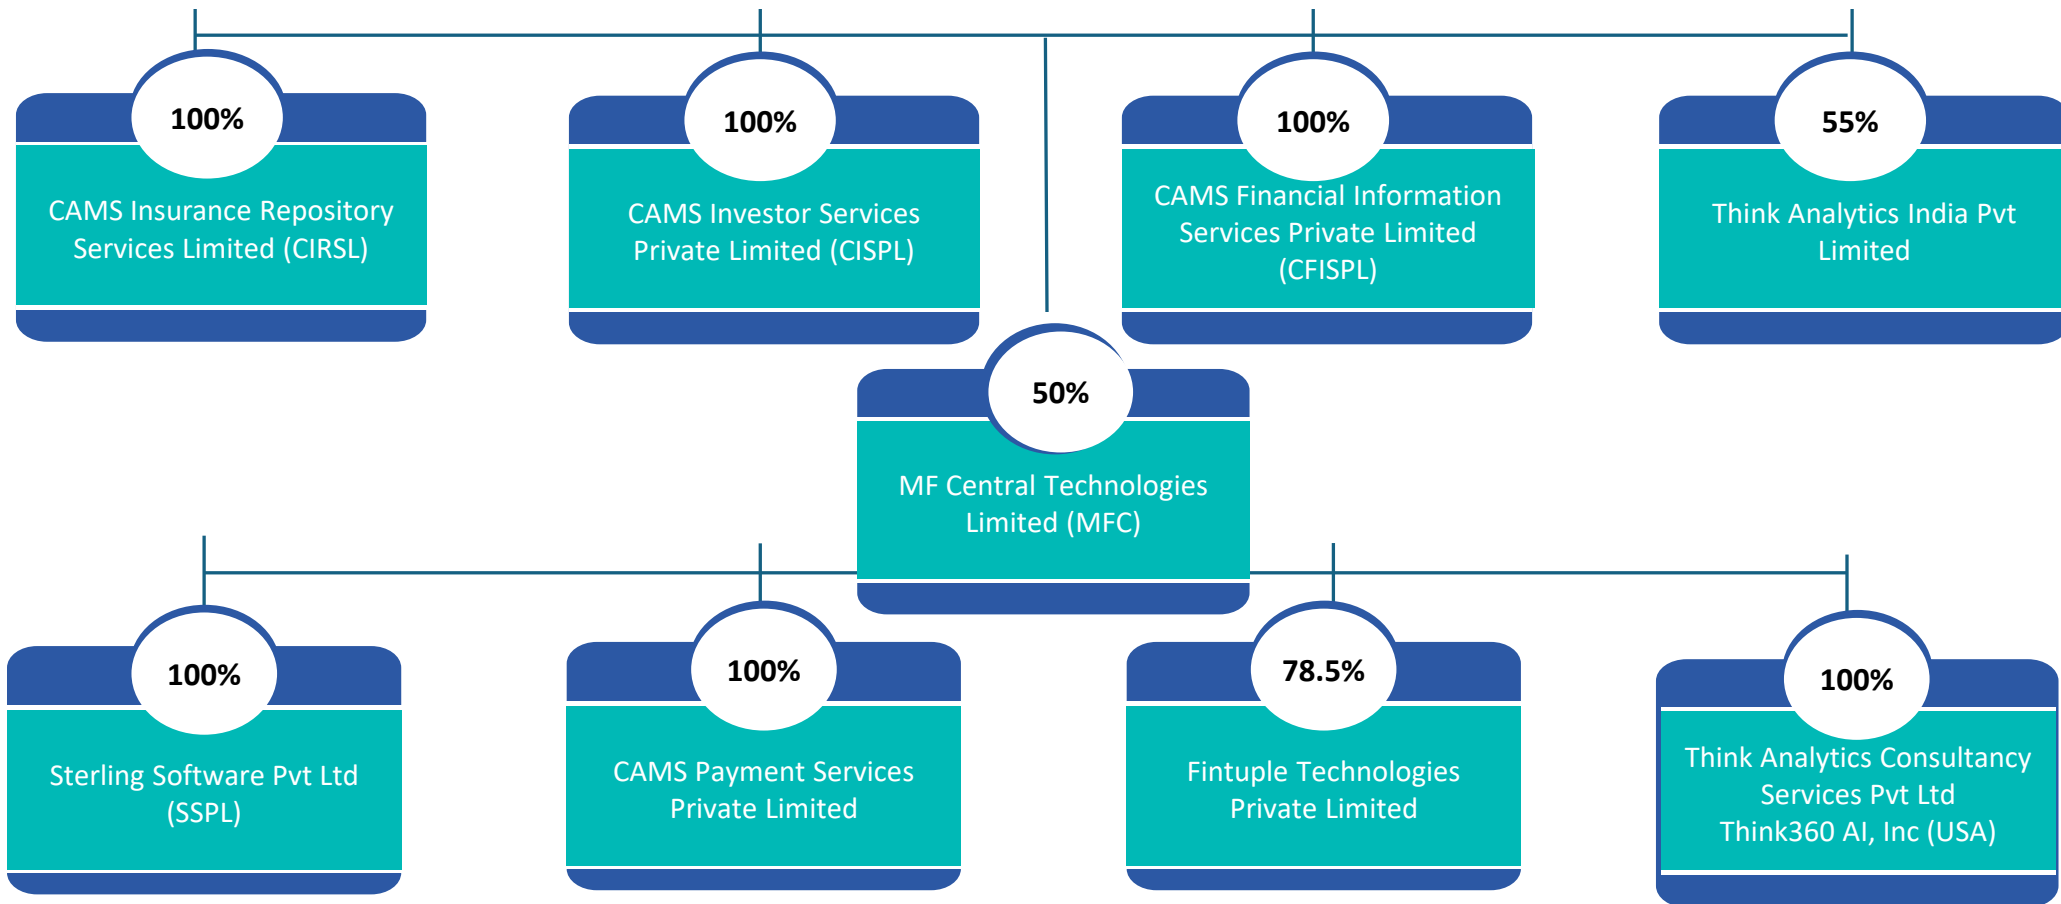 100%
CAMS Insurance Repository
Services Limited (CIRSL)
100%
CAMS Investor Services
Private Limited (CISPL)
100%
CAMS Financial Information
Services Private Limited
(CFISPL)
55%
Think Analytics India Pvt
Limited
50%
MF Central Technologies
Limited (MFC)
100%
Sterling Software Pvt Ltd
(SSPL)
100%
CAMS Payment Services
Private Limited
78.5%
Fintuple Technologies
Private Limited
100%
Think Analytics Consultancy
Services Pvt Ltd
Think360 AI, Inc (USA)